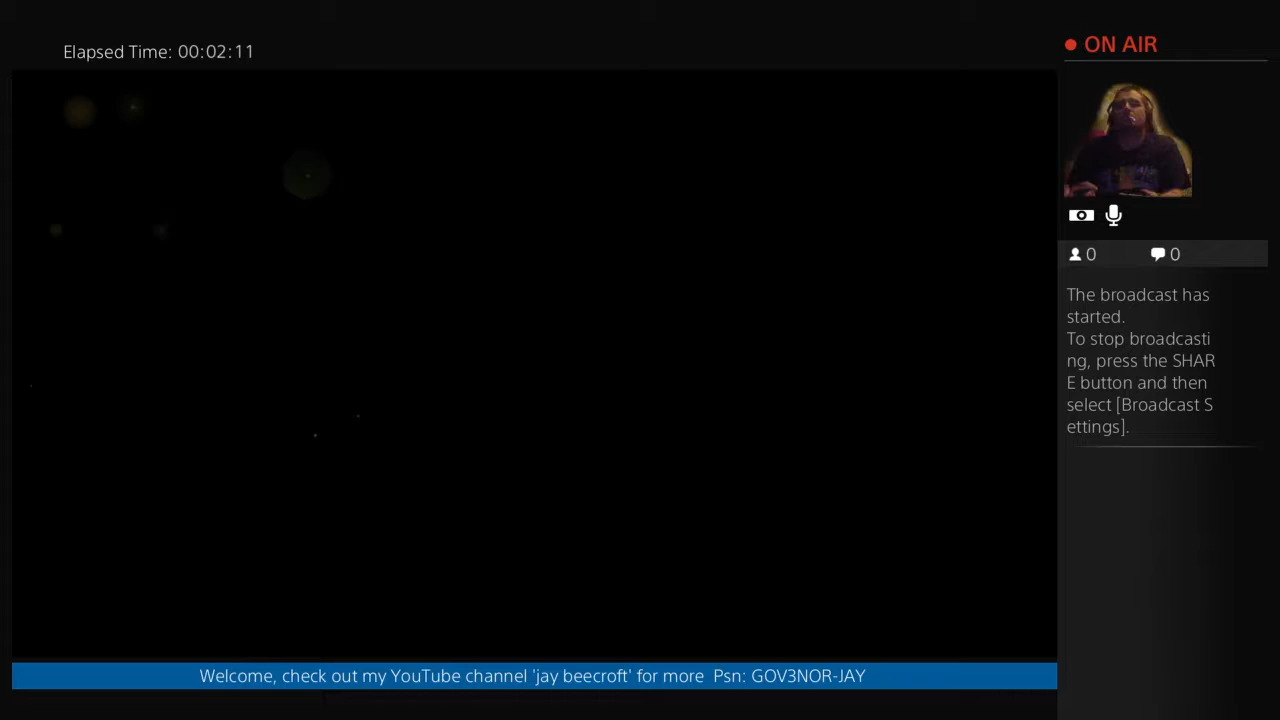 Elapsed Time: 00:02:11
ON AIR
0 0
The broadcast has
started.
To stop broadcasti
ng, press the SHAR
E button and then
select [Broadcast S
ettings].
Welcome, check out my YouTube channel 'jay beecroft' for more Psn: GOV3NOR-JAY